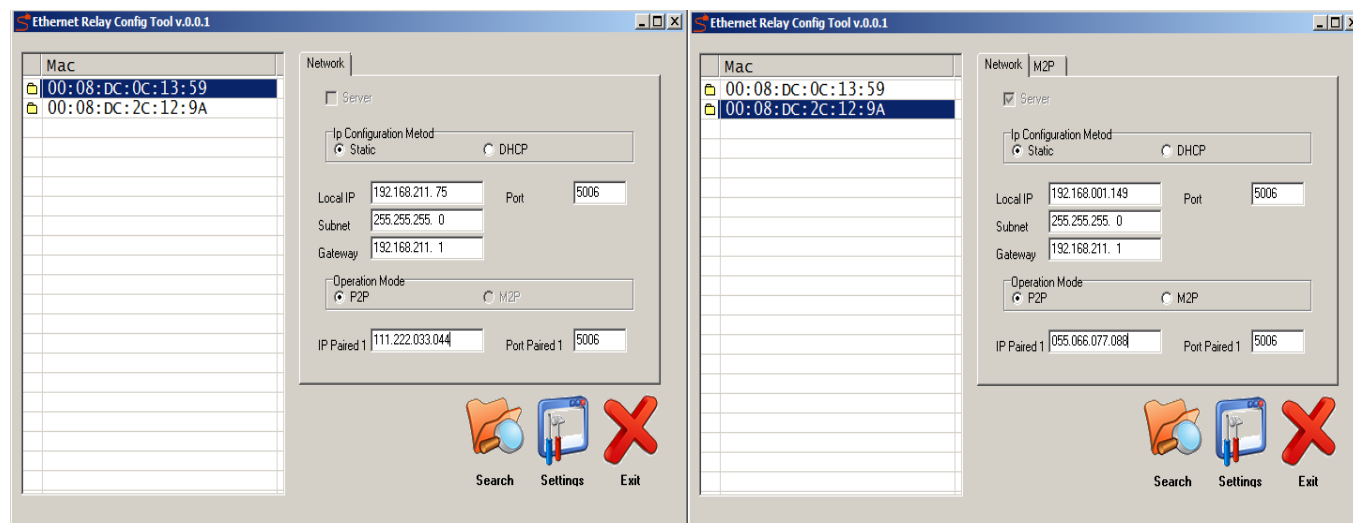 Ethernet Relay Config Tool v.0.0.1
Mac
00:08:DC:0C:13:59
00:08:DC:2C:12:9A
Network
Server
Ip Configuration Metod
Static DHCP
Local IP 192.168.211. 75 Port 5006
Subnet 255.255.255. 0
Gateway 192.168.211. 1
Operation Mode
P2P M2P
IP Paired 1 111.222.033.044 Port Paired 1 5006
Search Settings Exit
Ethernet Relay Config Tool v.0.0.1
Mac
00:08:DC:0C:13:59
00:08:DC:2C:12:9A
Network M2P
Server
Ip Configuration Metod
Static DHCP
Local IP 192.168.001.149 Port 5006
Subnet 255.255.255. 0
Gateway 192.168.211. 1
Operation Mode
P2P M2P
IP Paired 1 055.066.077.088 Port Paired 1 5006
Search Settings Exit